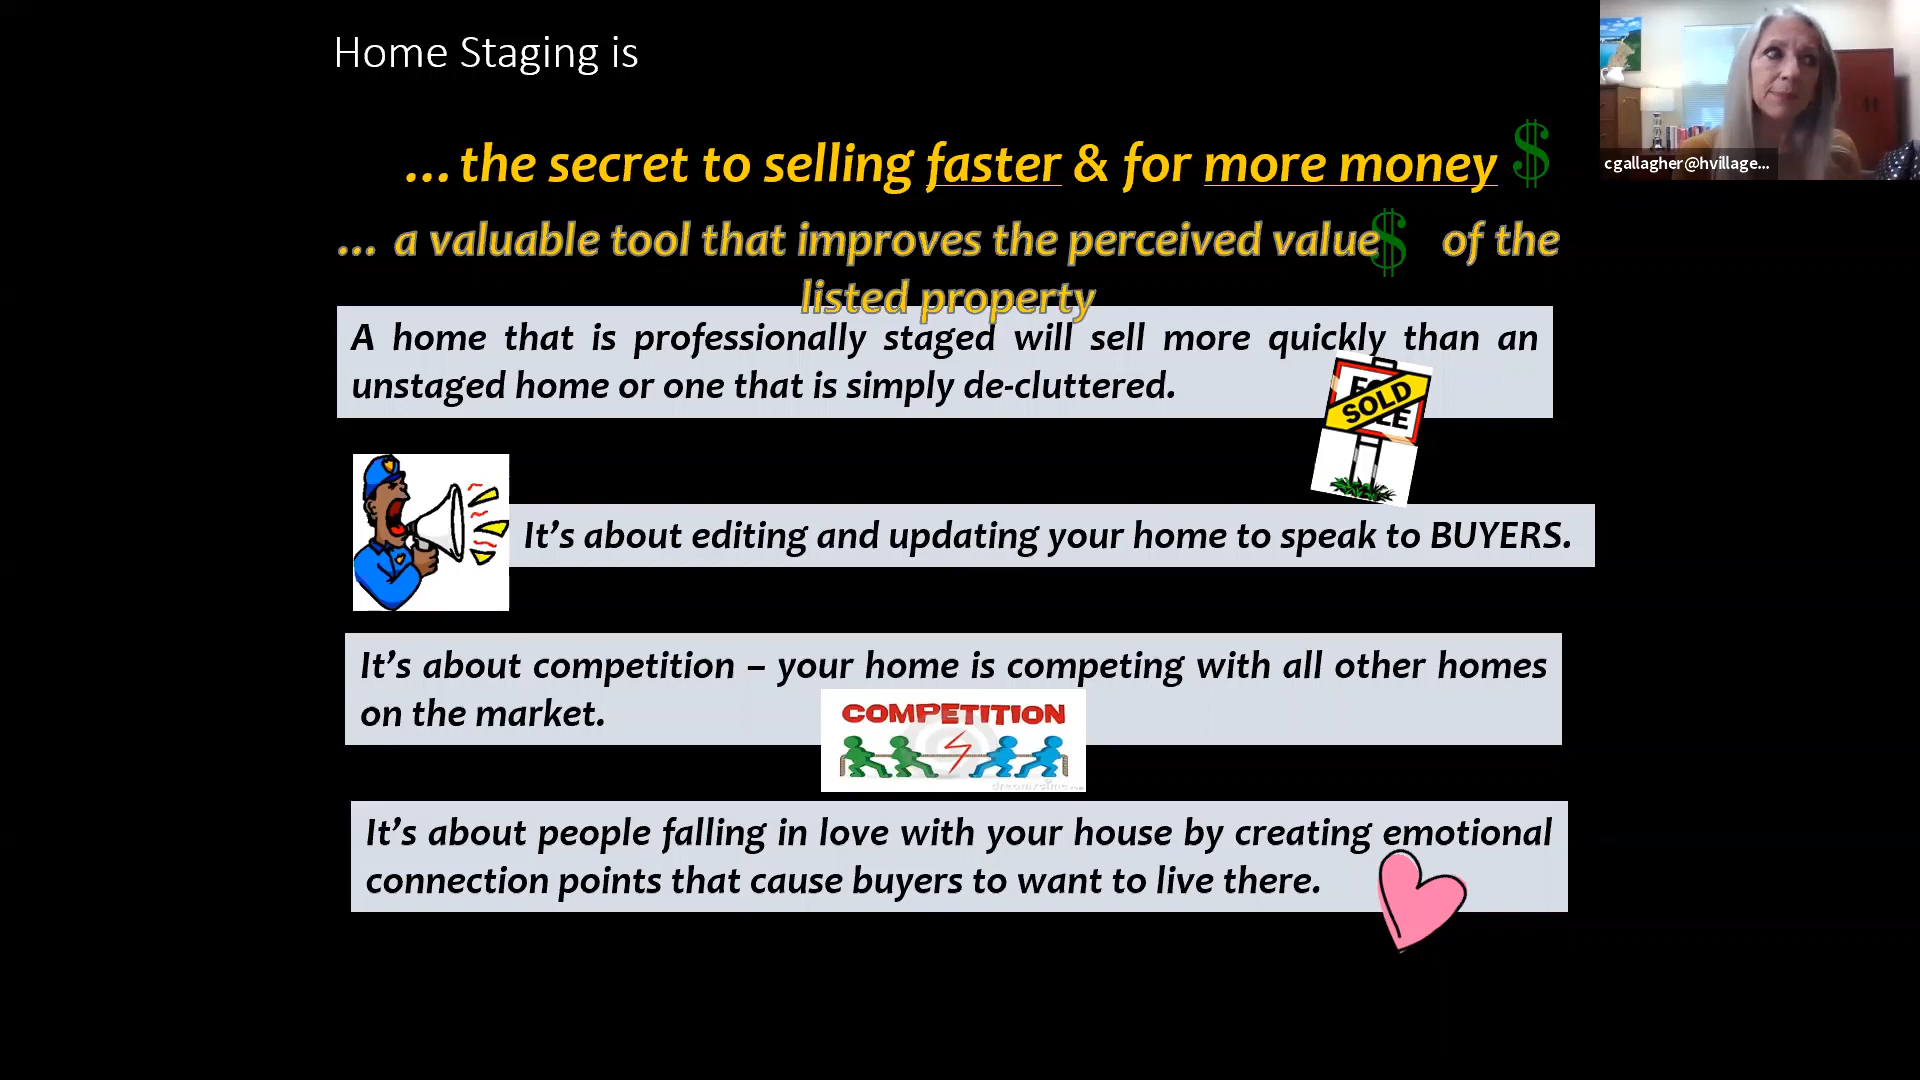 Home Staging is
...the secret to selling faster & for more money $
... a valuable tool that improves the perceived value$ of the
listed property
A home that is professionally staged will sell more quickly than an
unstaged home or one that is simply de-cluttered.
SOLD
It's about editing and updating your home to speak to BUYERS.
It's about competition – your home is competing with all other homes
on the market.
COMPETITION
It's about people falling in love with your house by creating emotional
connection points that cause buyers to want to live there.
cgallagher@hvillage...